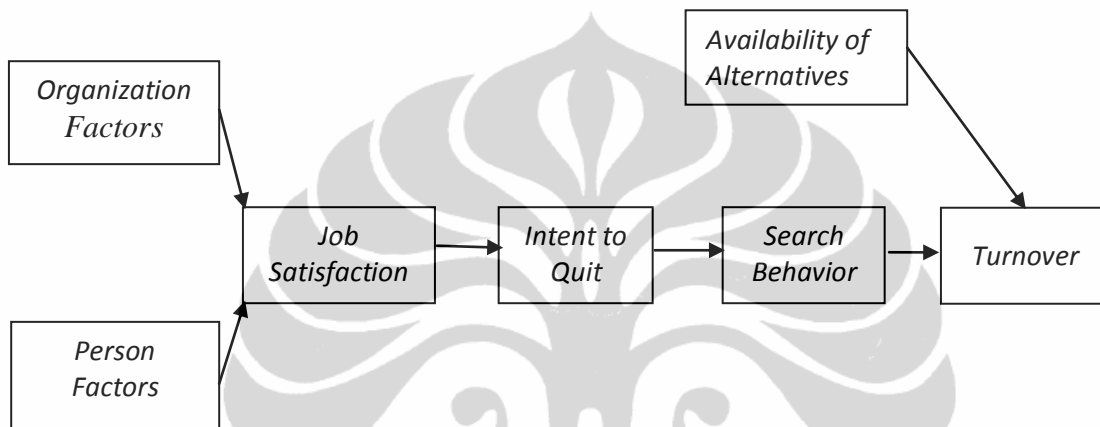 Availability of
Alternatives
Organization
Factors
Job
Satisfaction
Intent to
Quit
Search
Behavior
Turnover
Person
Factors